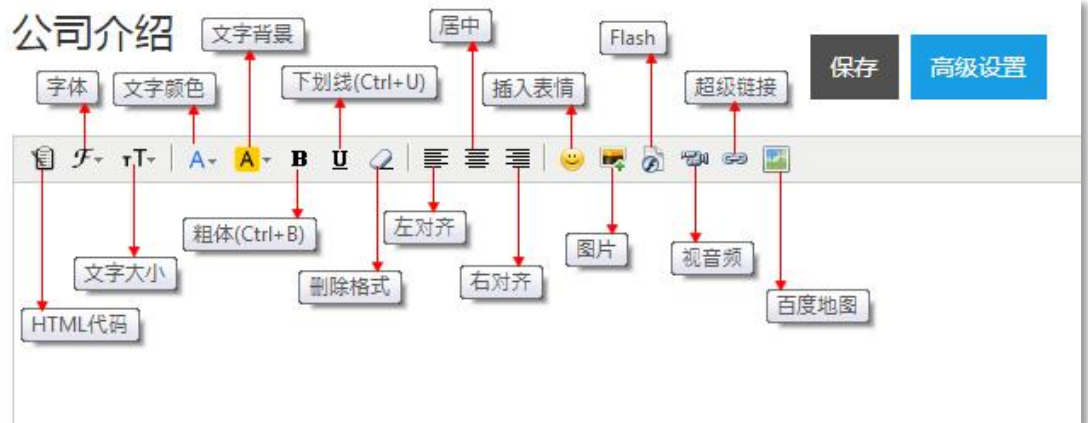 公司介绍
文字背景
居中
Flash
保存
高级设置
字体
文字颜色
下划线(Ctrl+U)
插入表情
超级链接
粗体(Ctrl+B)
左对齐
图片
视音频
文字大小
删除格式
右对齐
百度地图
HTML代码